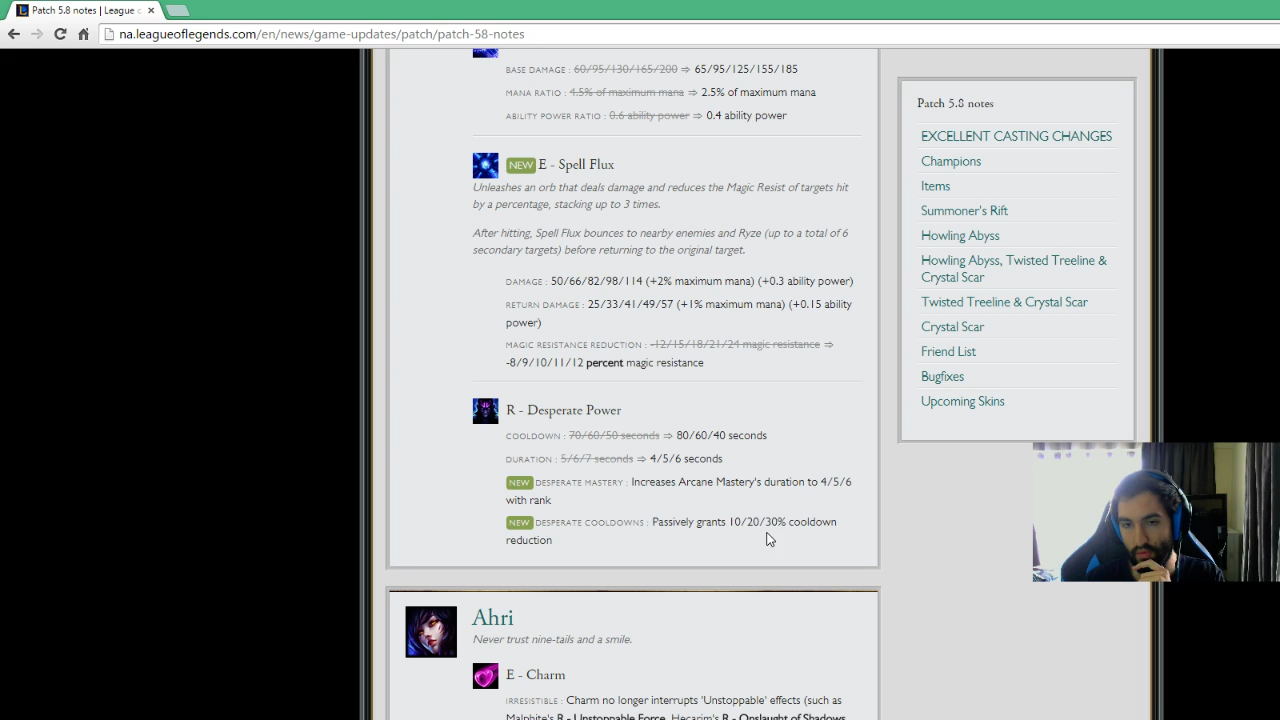 Patch 5.8 notes | League o
na.leagueoflegends.com/en/news/game-updates/patch/patch-58-notes
BASE DAMAGE : 60/95/130/165/200 ⇒ 65/95/125/155/185
MANA RATIO : 4.5% of maximum mana ⇒ 2.5% of maximum mana
ABILITY POWER RATIO : 0.6 ability power ⇒ 0.4 ability power
NEW E - Spell Flux
Unleashes an orb that deals damage and reduces the Magic Resist of targets hit
by a percentage, stacking up to 3 times.
After hitting, Spell Flux bounces to nearby enemies and Ryze (up to a total of 6
secondary targets) before returning to the original target.
DAMAGE : 50/66/82/98/114 (+2% maximum mana) (+0.3 ability power)
RETURN DAMAGE : 25/33/41/49/57 (+1% maximum mana) (+0.15 ability
power)
MAGIC RESISTANCE REDUCTION : -12/15/18/21/24 magic resistance ⇒
-8/9/10/11/12 percent magic resistance
R - Desperate Power
COOLDOWN : 70/60/50 seconds ⇒ 80/60/40 seconds
DURATION : 5/6/7 seconds ⇒ 4/5/6 seconds
NEW DESPERATE MASTERY : Increases Arcane Mastery's duration to 4/5/6
with rank
NEW DESPERATE COOLDOWNS : Passively grants 10/20/30% cooldown
reduction
Ahri
Never trust nine-tails and a smile.
E - Charm
IRRESISTIBLE : Charm no longer interrupts 'Unstoppable' effects (such as
Malphite's R - Unstoppable Force, Hecarim's R - Onslaught of Shadows,
Patch 5.8 notes
EXCELLENT CASTING CHANGES
Champions
Items
Summoner's Rift
Howling Abyss
Howling Abyss, Twisted Treeline &
Crystal Scar
Twisted Treeline & Crystal Scar
Crystal Scar
Friend List
Bugfixes
Upcoming Skins